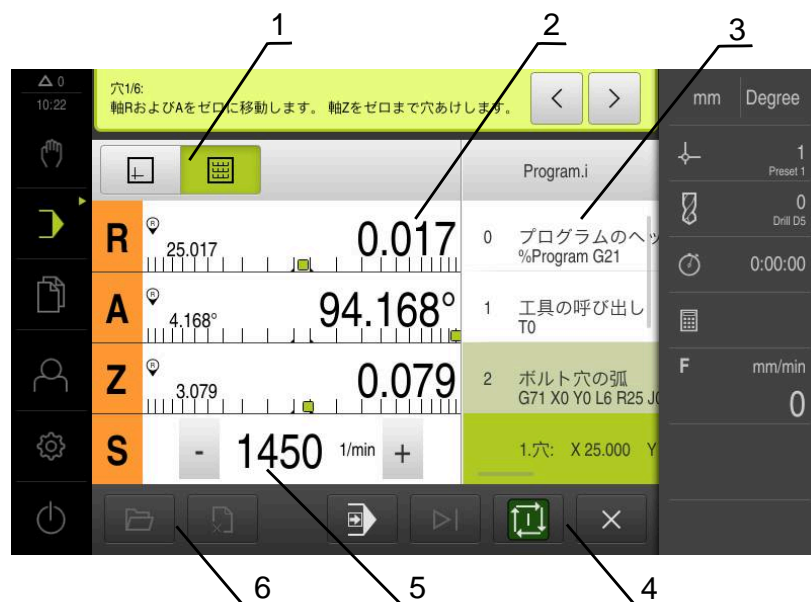 1
2
3
0
10:22
穴1/6:
軸RおよびAをゼロに移動します。 軸Zをゼロまで穴あけします。
mm
Degree
Program.i
1
Preset 1
R
R
25.017
0.017
0
プログラムのヘッ
%Program G21
0
Drill D5
0:00:00
A
R
4.168°
94.168°
1
工具の呼び出し
T0
Z
R
3.079
0.079
2
ボルト穴の弧
G71 X0 Y0 L6 R25 J0
F
mm/min
0
S
-
1450
1/min
+
1.穴: X 25.000 Y
6
5
4